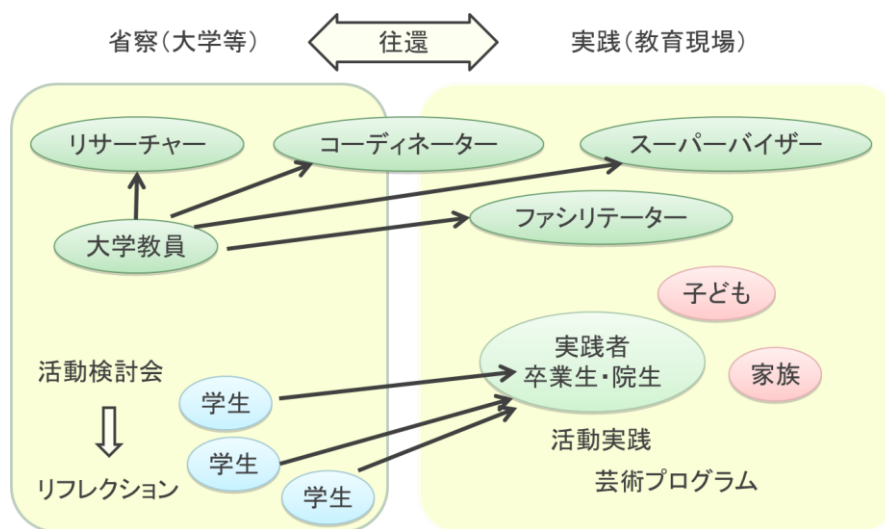 省察(大学等)
往還
実践(教育現場)
リサーチャー
コーディネーター
スーパーバイザー
大学教員
ファシリテーター
子ども
実践者
卒業生・院生
家族
活動検討会
学生
学生
学生
リフレクション
活動実践
芸術プログラム